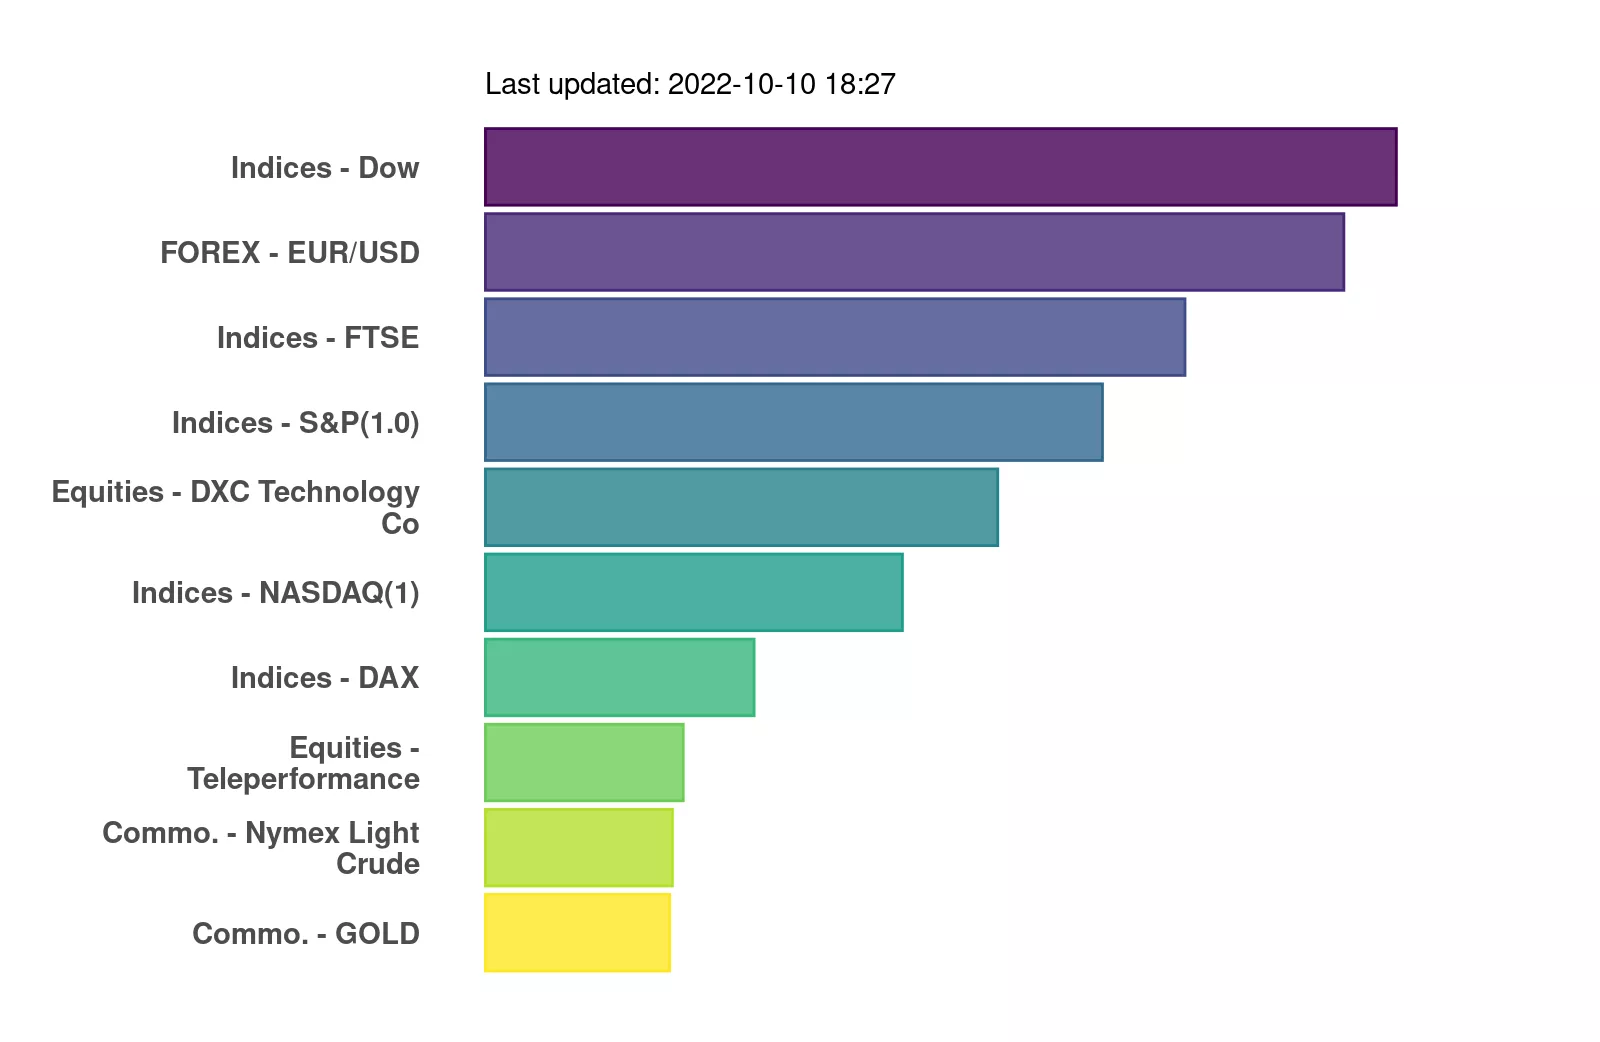 Last updated: 2022-10-10 18:27
Indices - Dow
FOREX - EUR/USD
Indices - FTSE
Indices - S&P(1.0)
Equities - DXC Technology
Co
Indices - NASDAQ(1)
Indices - DAX
Equities -
Teleperformance
Commo. - Nymex Light
Crude
Commo. - GOLD